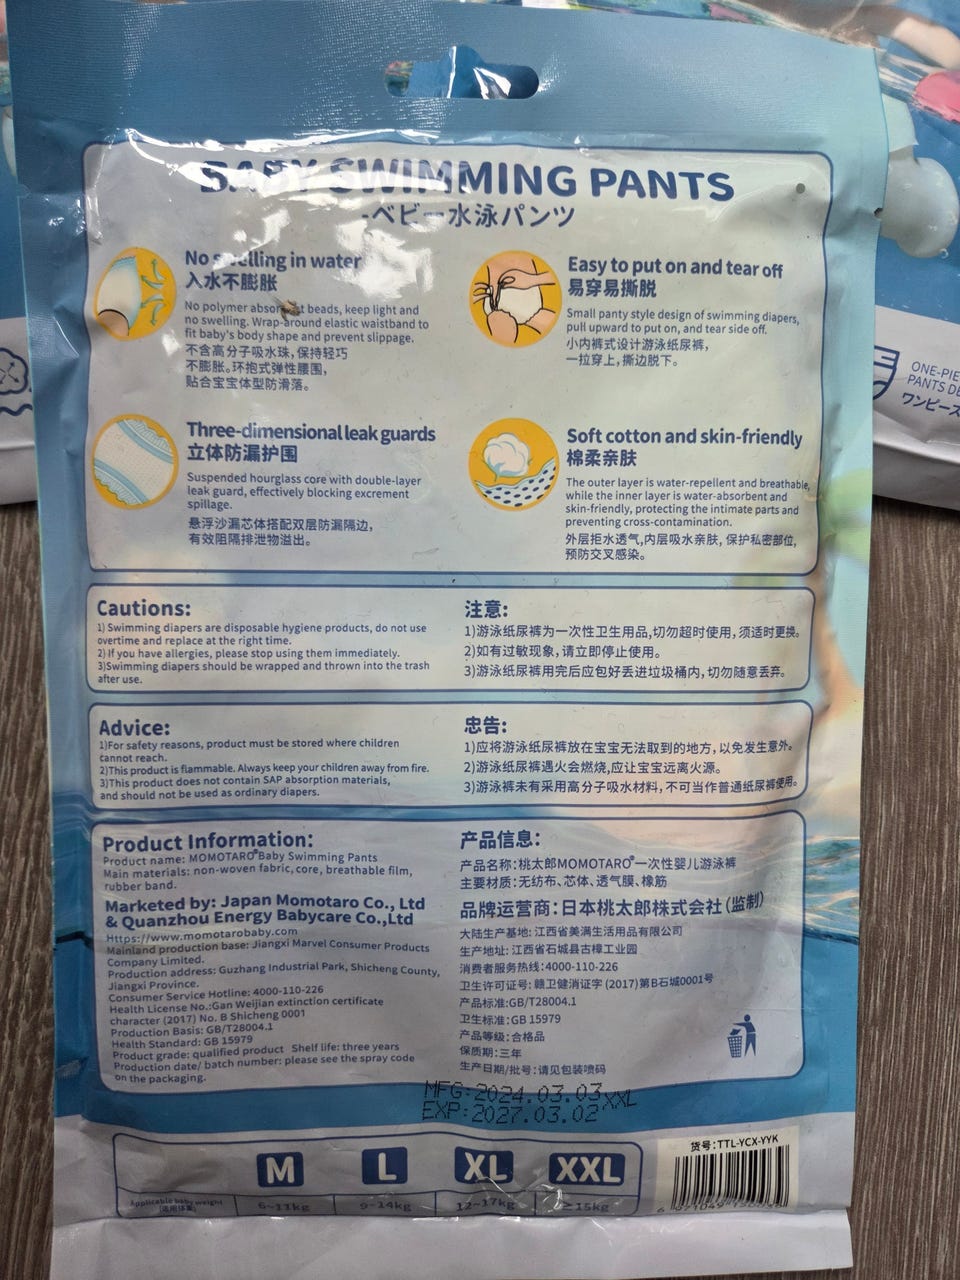 BABY SWIMMING PANTS
-ベビー水泳パンツ
No swelling in water
入水不膨胀
No polymer absorbent beads, keep light and
no swelling. Wrap-around elastic waistband to
fit baby's body shape and prevent slippage.
不含高分子吸水珠，保持轻巧
不膨胀。环抱式弹性腰围，
贴合宝宝体型防滑落。
Easy to put on and tear off
易穿易撕脱
Small panty style design of swimming diapers,
pull upward to put on, and tear side off.
小内裤式设计游泳纸尿裤，
一拉穿上，撕边脱下。
Three-dimensional leak guards
立体防漏护围
Suspended hourglass core with double-layer
leak guard, effectively blocking excrement
spillage.
悬浮沙漏芯体搭配双层防漏隔边，
有效阻隔排泄物溢出。
Soft cotton and skin-friendly
棉柔亲肤
The outer layer is water-repellent and breathable,
while the inner layer is water-absorbent and
skin-friendly, protecting the intimate parts and
preventing cross-contamination.
外层拒水透气,内层吸水亲肤，保护私密部位，
预防交叉感染。
Cautions:
1) Swimming diapers are disposable hygiene products, do not use
overtime and replace at the right time.
2) If you have allergies, please stop using them immediately.
3)Swimming diapers should be wrapped and thrown into the trash
after use.
注意:
1)游泳纸尿裤为一次性卫生用品,切勿超时使用，须适时更换。
2)如有过敏现象，请立即停止使用。
3)游泳纸尿裤用完后应包好丢进垃圾桶内，切勿随意丢弃。
Advice:
1)For safety reasons, product must be stored where children
cannot reach.
2)This product is flammable. Always keep your children away from fire.
3)This product does not contain SAP absorption materials,
and should not be used as ordinary diapers.
忠告:
1)应将游泳纸尿裤放在宝宝无法取到的地方，以免发生意外。
2)游泳纸尿裤遇火会燃烧,应让宝宝远离火源。
3)游泳裤未有采用高分子吸水材料，不可当作普通纸尿裤使用。
Product Information:
Product name: MOMOTARO®Baby Swimming Pants
Main materials: non-woven fabric, core, breathable film,
rubber band.
Marketed by: Japan Momotaro Co., Ltd
& Quanzhou Energy Babycare Co.,Ltd
Https://www.momotarobaby.com
Mainland production base: Jiangxi Marvel Consumer Products
Company Limited.
Production address: Guzhang Industrial Park, Shicheng County,
Jiangxi Province.
Consumer Service Hotline: 4000-110-226
Health License No.:Gan Weijian extinction certificate
character (2017) No. B Shicheng 0001
Production Basis: GB/T28004.1
Health Standard: GB 15979
Product grade: qualified product Shelf life: three years
Production date/ batch number: please see the spray code
on the packaging.
产品信息:
产品名称:桃太郎MOMOTARO®一次性婴儿游泳裤
主要材质:无纺布、芯体、透气膜、橡筋
品牌运营商:日本桃太郎株式会社(监制)
大陆生产基地:江西省美满生活用品有限公司
生产地址:江西省石城县古樟工业园
消费者服务热线:4000-110-226
卫生许可证号: 赣卫健消证字 (2017)第B石城0001号
产品标准:GB/T28004.1
卫生标准:GB 15979
产品等级:合格品
保质期:三年
生产日期/批号:请见包装喷码
MFG:2024.03.03XXL
EXP:2027.03.02
M L XL XXL
Applicable baby weight
(适用体重)
6~11kg 9~14kg 12~17kg ≥15kg
货号:TTL-YCX-YYK
ONE-PIE
PANTS DE
ワンピース